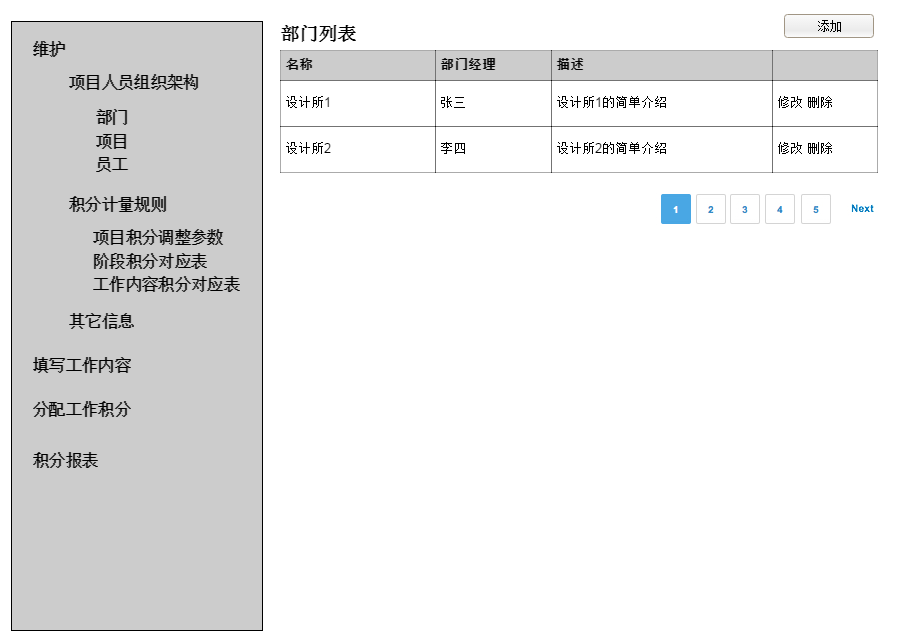 维护
项目人员组织架构
部门
项目
员工
积分计量规则
项目积分调整参数
阶段积分对应表
工作内容积分对应表
其它信息
填写工作内容
分配工作积分
积分报表
部门列表
添加
名称 部门经理 描述
设计所1 张三 设计所1的简单介绍 修改 删除
设计所2 李四 设计所2的简单介绍 修改 删除
1 2 3 4 5 Next